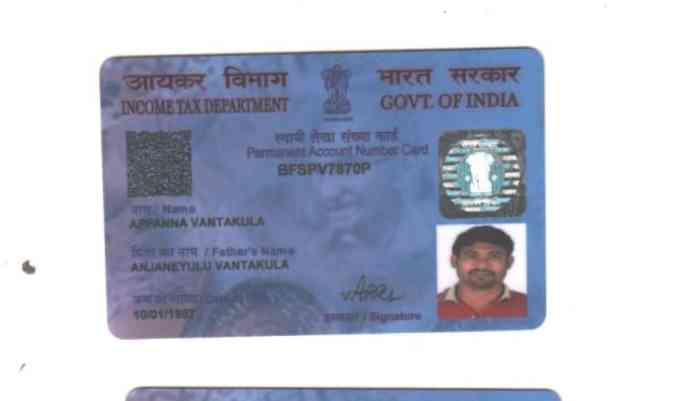 आयकर विभाग
INCOME TAX DEPARTMENT
भारत सरकार
GOVT. OF INDIA
स्थायी लेखा संख्या कार्ड
Permanent Account Number Card
BFSPV7870P
नाम / Name
APPANNA VANTAKULA
पिता का नाम / Father's Name
ANJANEYULU VANTAKULA
10/01/1987
हस्ताक्षर / Signature